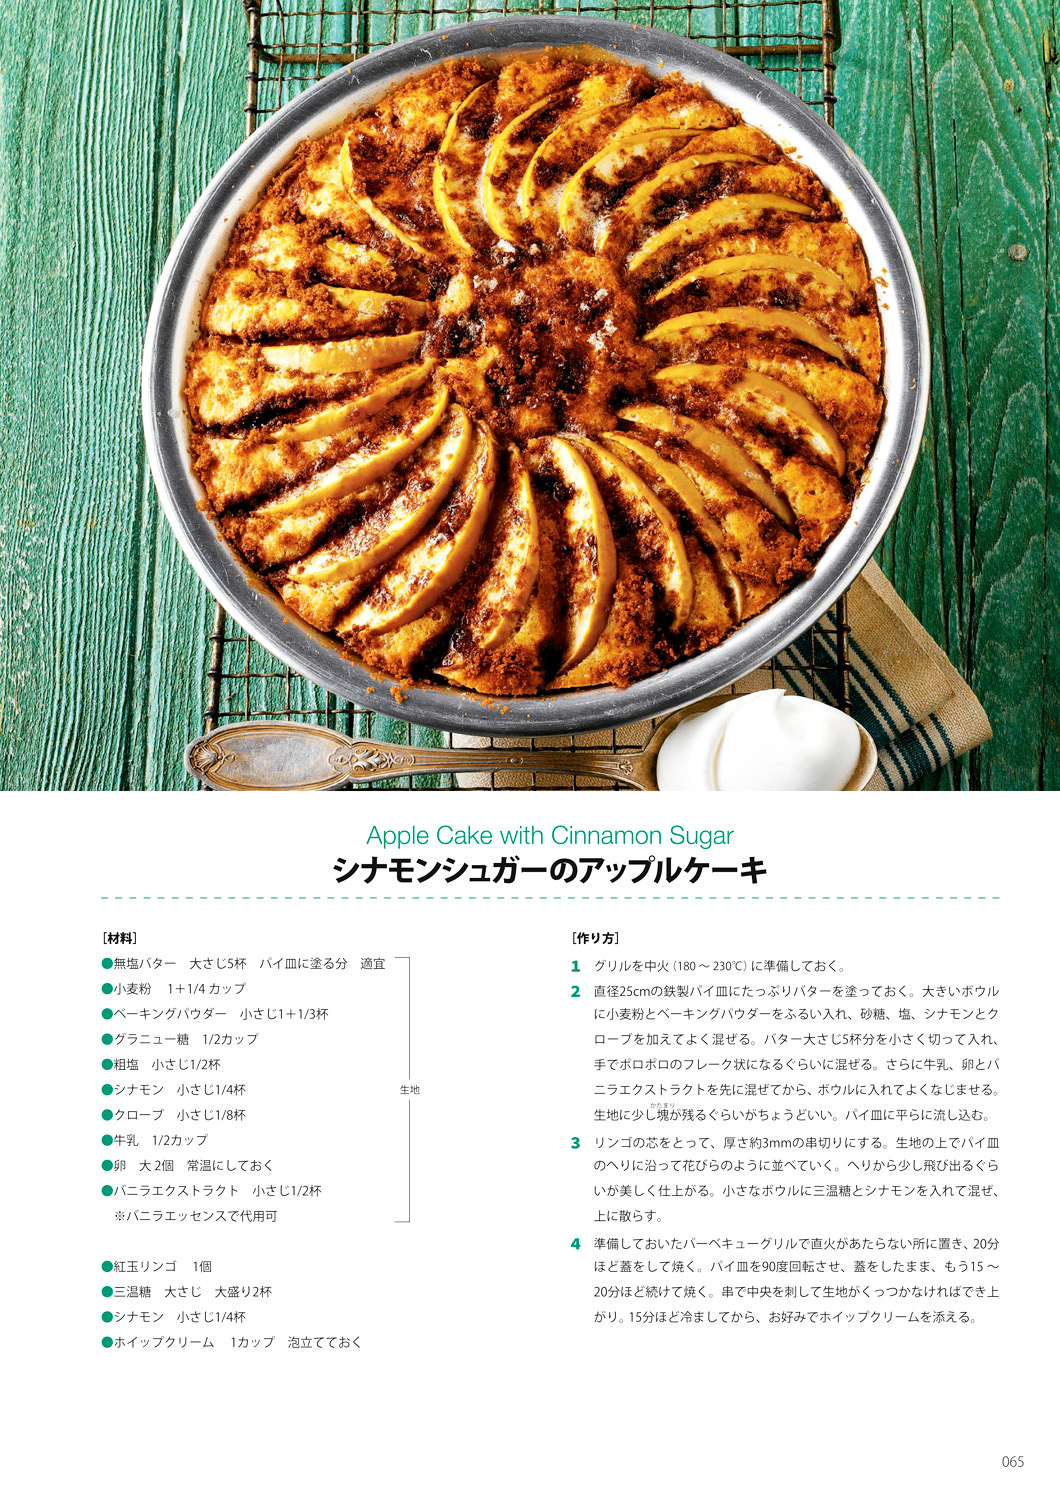 Apple Cake with Cinnamon Sugar
シナモンシュガーのアップルケーキ
［材料］
●無塩バター　大さじ5杯　パイ皿に塗る分　適宜
●小麦粉　1＋1/4 カップ
●ベーキングパウダー　小さじ1＋1/3杯
●グラニュー糖　1/2カップ
●粗塩　小さじ1/2杯
●シナモン　小さじ1/4杯
●クローブ　小さじ1/8杯
●牛乳　1/2カップ
●卵　大 2個　常温にしておく
●バニラエクストラクト　小さじ1/2杯
※バニラエッセンスで代用可
生地
●紅玉リンゴ　1個
●三温糖　大さじ　大盛り2杯
●シナモン　小さじ1/4杯
●ホイップクリーム　1カップ　泡立てておく
［作り方］
1 グリルを中火（180 〜 230℃）に準備しておく。
2 直径25cmの鉄製パイ皿にたっぷりバターを塗っておく。大きいボウル
に小麦粉とベーキングパウダーをふるい入れ、砂糖、塩、シナモンとク
ローブを加えてよく混ぜる。バター大さじ5杯分を小さく切って入れ、
手でポロポロのフレーク状になるぐらいに混ぜる。さらに牛乳、卵とバ
ニラエクストラクトを先に混ぜてから、ボウルに入れてよくなじませる。
かたまり
生地に少し塊が残るぐらいがちょうどいい。パイ皿に平らに流し込む。
3 リンゴの芯をとって、厚さ約3mmの串切りにする。生地の上でパイ皿
のへりに沿って花びらのように並べていく。へりから少し飛び出るぐら
いが美しく仕上がる。小さなボウルに三温糖とシナモンを入れて混ぜ、
上に散らす。
4 準備しておいたバーベキューグリルで直火があたらない所に置き、20分
ほど蓋をして焼く。パイ皿を90度回転させ、蓋をしたまま、もう15 〜
20分ほど続けて焼く。串で中央を刺して生地がくっつかなければでき上
がり。15分ほど冷ましてから、お好みでホイップクリームを添える。
065